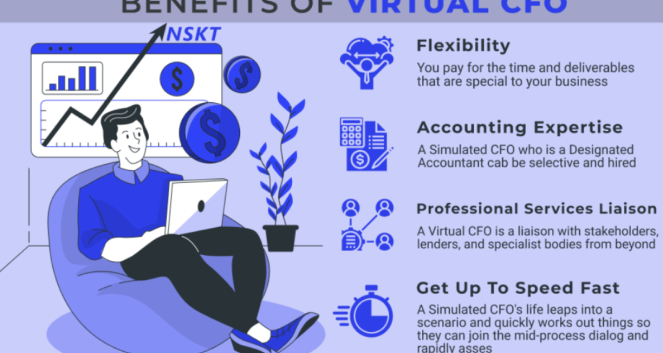 BENEFITS OF VIRTUAL CFO
NSKT
Flexibility
You pay for the time and deliverables
that are special to your business
Accounting Expertise
A Simulated CFO who is a Designated
Accountant cab be selective and hired
Professional Services Liaison
A Virtual CFO is a liaison with stakeholders,
lenders, and specialist bodies from beyond
Get Up To Speed Fast
A Simulated CFO's life leaps into a
scenario and quickly works out things so
they can join the mid-process dialog and
rapidly asses